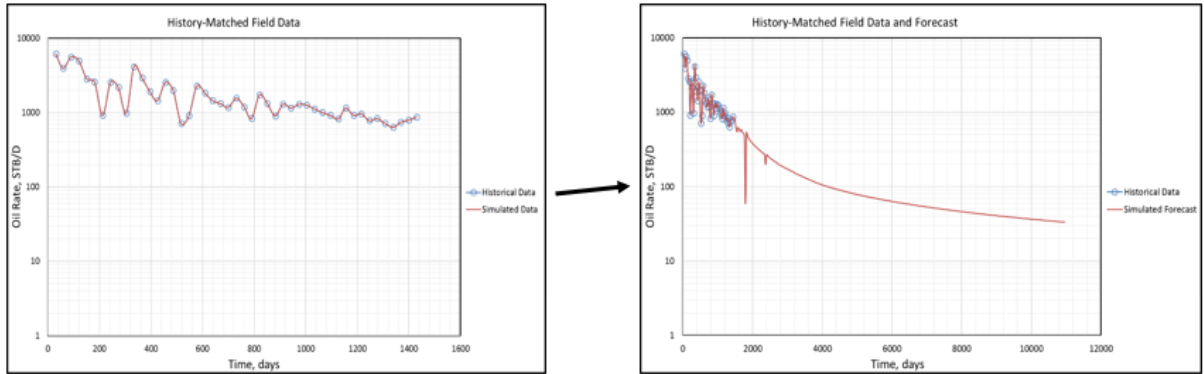 History-Matched Field Data
10000
1000
100
10
1
Oil Rate, STB/D
0 200 400 600 800 1000 1200 1400 1600
Time, days
Historical Data
Simulated Data
History-Matched Field Data and Forecast
10000
1000
100
10
1
Oil Rate, STB/D
0 2000 4000 6000 8000 10000 12000
Time, days
Historical Data
Simulated Forecast